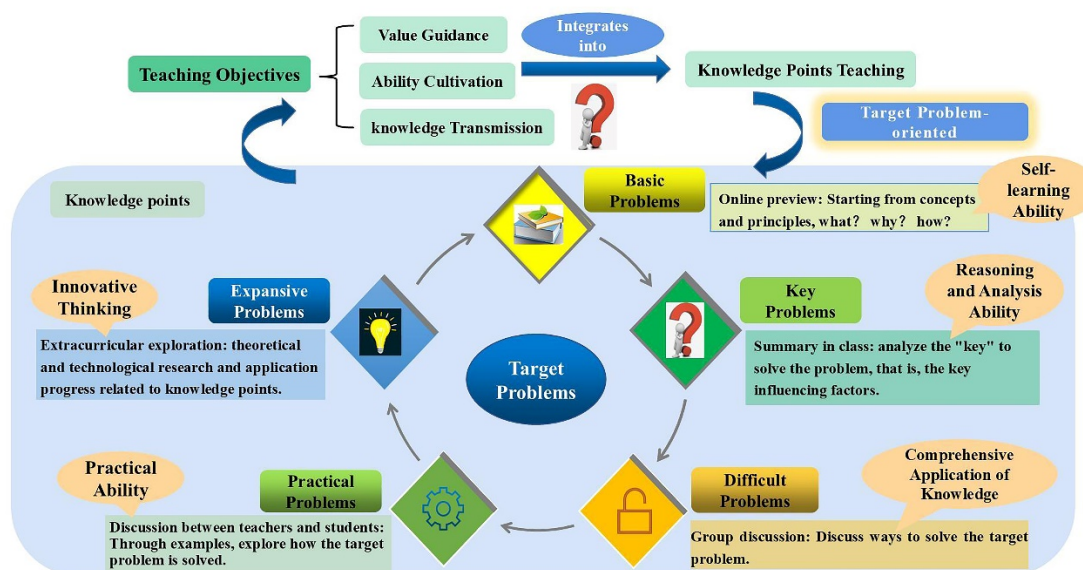 Value Guidance
Integrates
into
Teaching Objectives
Ability Cultivation
Knowledge Points Teaching
knowledge Transmission
Target Problem-
oriented
Knowledge points
Basic
Problems
Self-
learning
Ability
Online preview: Starting from concepts
and principles, what? why? how?
Innovative
Thinking
Expansive
Problems
Extracurricular exploration: theoretical
and technological research and application
progress related to knowledge points.
Key
Problems
Reasoning
and Analysis
Ability
Summary in class: analyze the "key" to
solve the problem, that is, the key
influencing factors.
Target
Problems
Practical
Ability
Practical
Problems
Discussion between teachers and students:
Through examples, explore how the target
problem is solved.
Difficult
Problems
Comprehensive
Application of
Knowledge
Group discussion: Discuss ways to solve the target
problem.